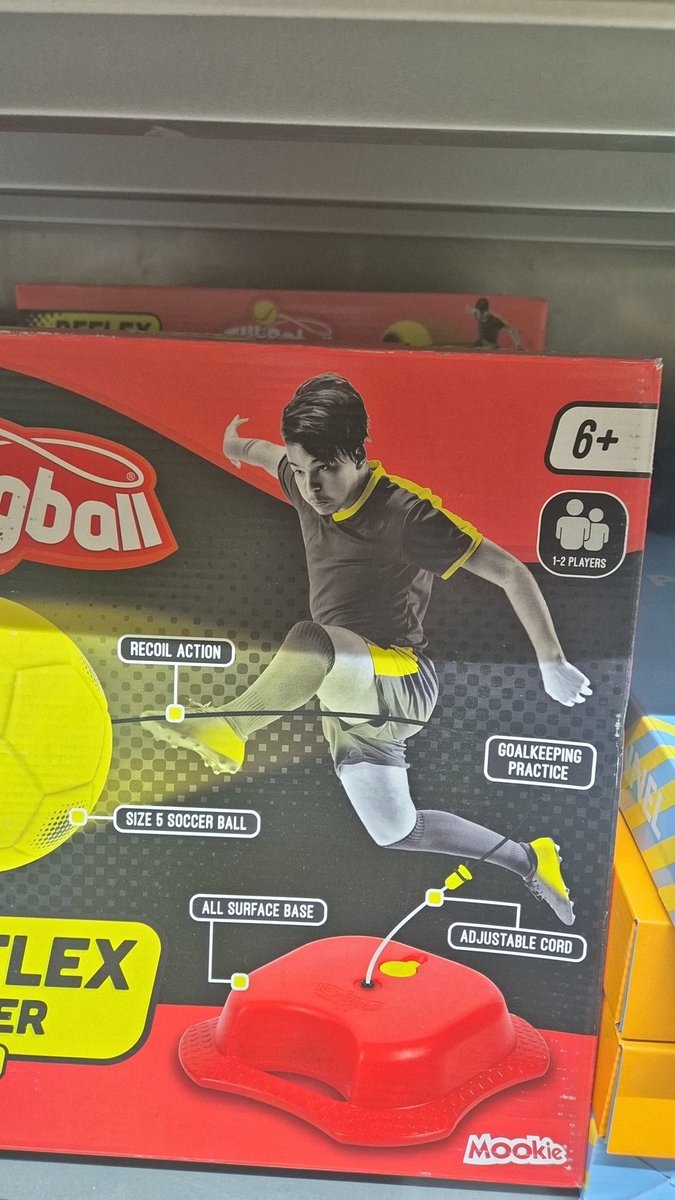 REFLEX
6+
gball
®
1-2 PLAYERS
RECOIL ACTION
GOALKEEPING
PRACTICE
SIZE 5 SOCCER BALL
ALL SURFACE BASE
ADJUSTABLE CORD
FLEX
ER
Mookie